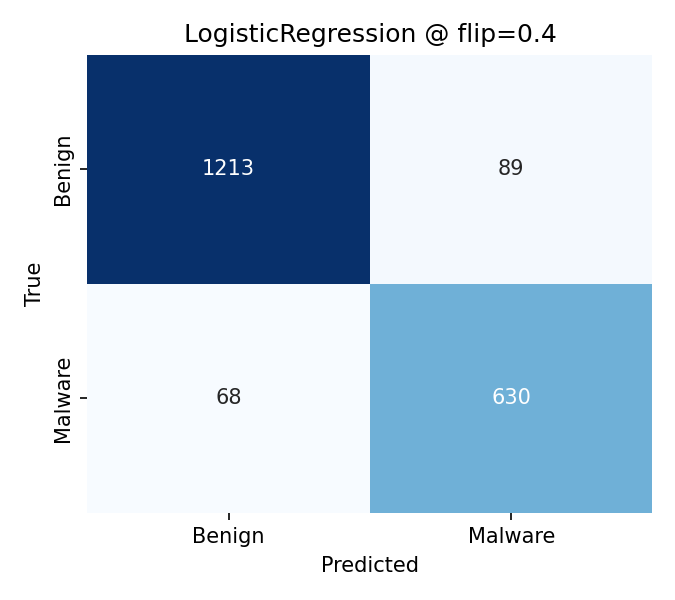 LogisticRegression @ flip=0.4
True
Benign
1213
89
Malware
68
630
Benign
Malware
Predicted